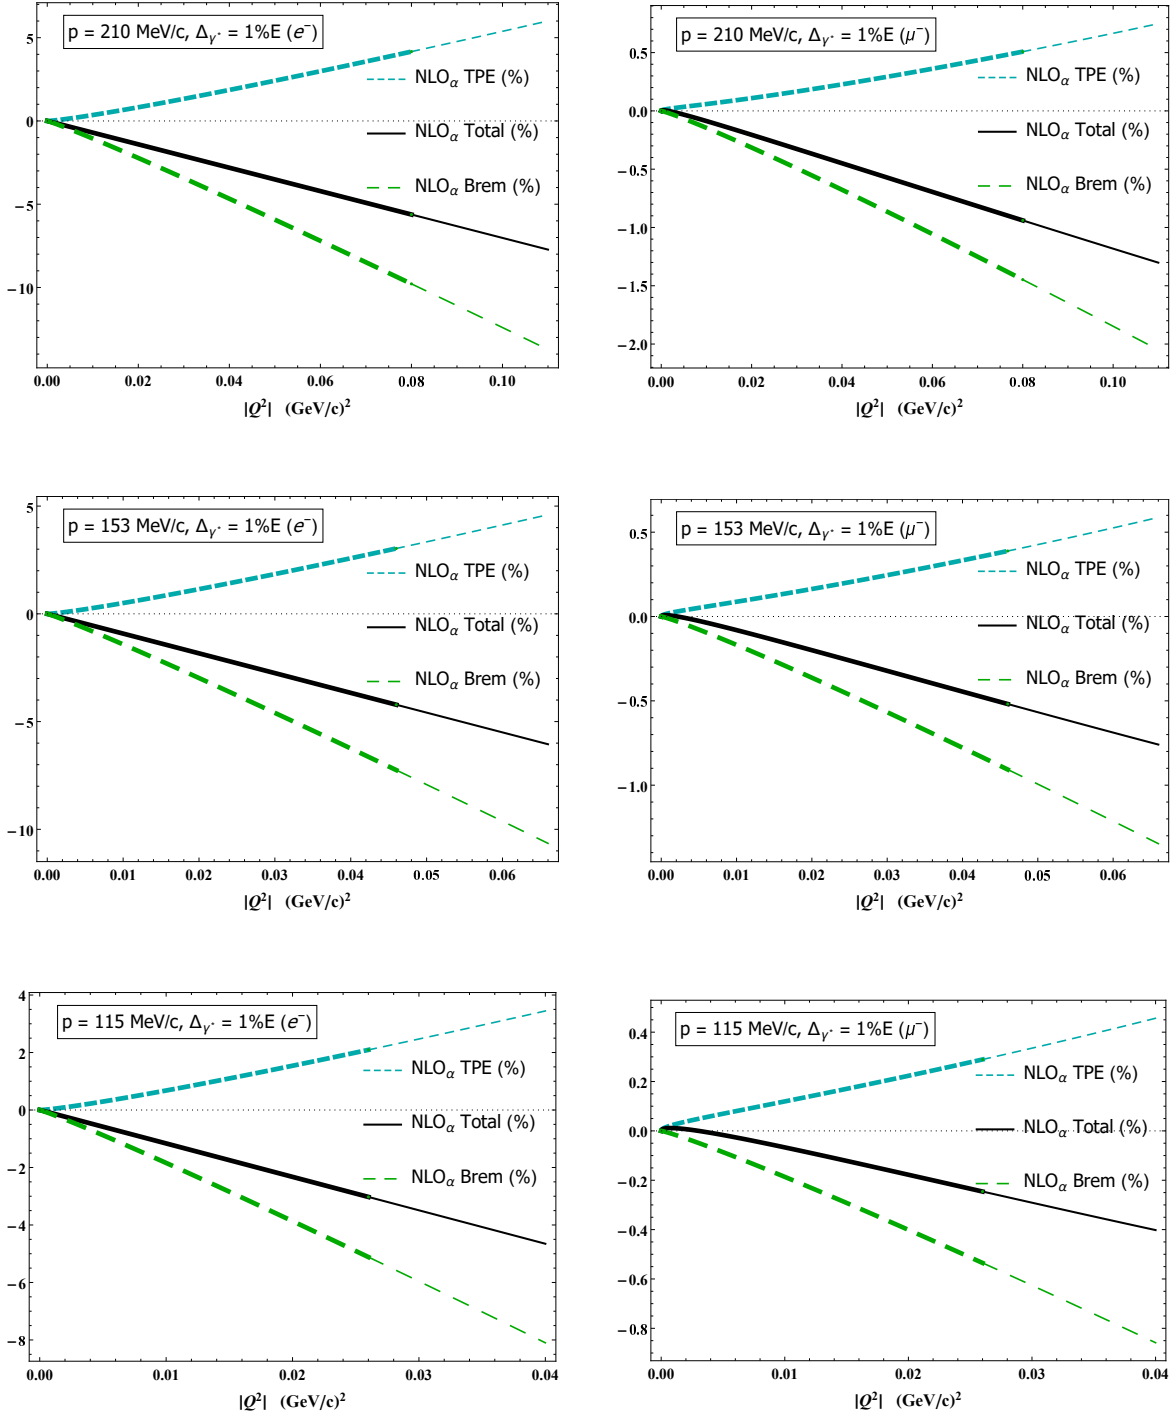 p = 210 MeV/c, Δγ* = 1%E (e⁻)
NLOα TPE (%)
NLOα Total (%)
NLOα Brem (%)
5
0
−5
−10
0.00 0.02 0.04 0.06 0.08 0.10
|Q²| (GeV/c)²
p = 210 MeV/c, Δγ* = 1%E (μ⁻)
NLOα TPE (%)
NLOα Total (%)
NLOα Brem (%)
0.5
0.0
−0.5
−1.0
−1.5
−2.0
0.00 0.02 0.04 0.06 0.08 0.10
|Q²| (GeV/c)²
p = 153 MeV/c, Δγ* = 1%E (e⁻)
NLOα TPE (%)
NLOα Total (%)
NLOα Brem (%)
5
0
−5
−10
0.00 0.01 0.02 0.03 0.04 0.05 0.06
|Q²| (GeV/c)²
p = 153 MeV/c, Δγ* = 1%E (μ⁻)
NLOα TPE (%)
NLOα Total (%)
NLOα Brem (%)
0.5
0.0
−0.5
−1.0
0.00 0.01 0.02 0.03 0.04 0.05 0.06
|Q²| (GeV/c)²
p = 115 MeV/c, Δγ* = 1%E (e⁻)
NLOα TPE (%)
NLOα Total (%)
NLOα Brem (%)
4
2
0
−2
−4
−6
−8
0.00 0.01 0.02 0.03 0.04
|Q²| (GeV/c)²
p = 115 MeV/c, Δγ* = 1%E (μ⁻)
NLOα TPE (%)
NLOα Total (%)
NLOα Brem (%)
0.4
0.2
0.0
−0.2
−0.4
−0.6
−0.8
0.00 0.01 0.02 0.03 0.04
|Q²| (GeV/c)²